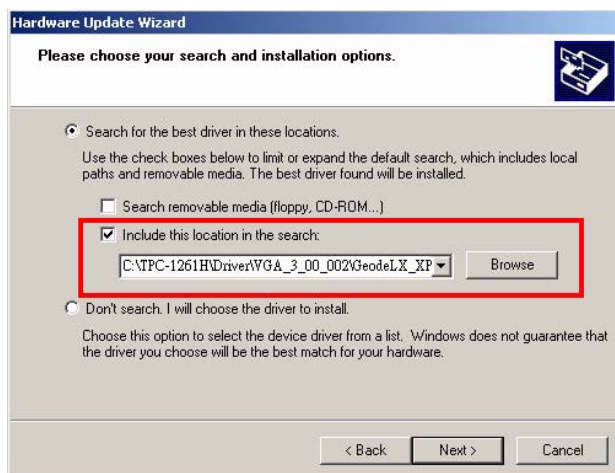 Hardware Update Wizard
Please choose your search and installation options.
Search for the best driver in these locations.
Use the check boxes below to limit or expand the default search, which includes local
paths and removable media. The best driver found will be installed.
Search removable media (floppy, CD-ROM...)
Include this location in the search:
C:\TPC-1261H\Driver\VGA_3_00_002\GeodeLX_XP
Browse
Don't search. I will choose the driver to install.
Choose this option to select the device driver from a list. Windows does not guarantee that
the driver you choose will be the best match for your hardware.
< Back
Next >
Cancel